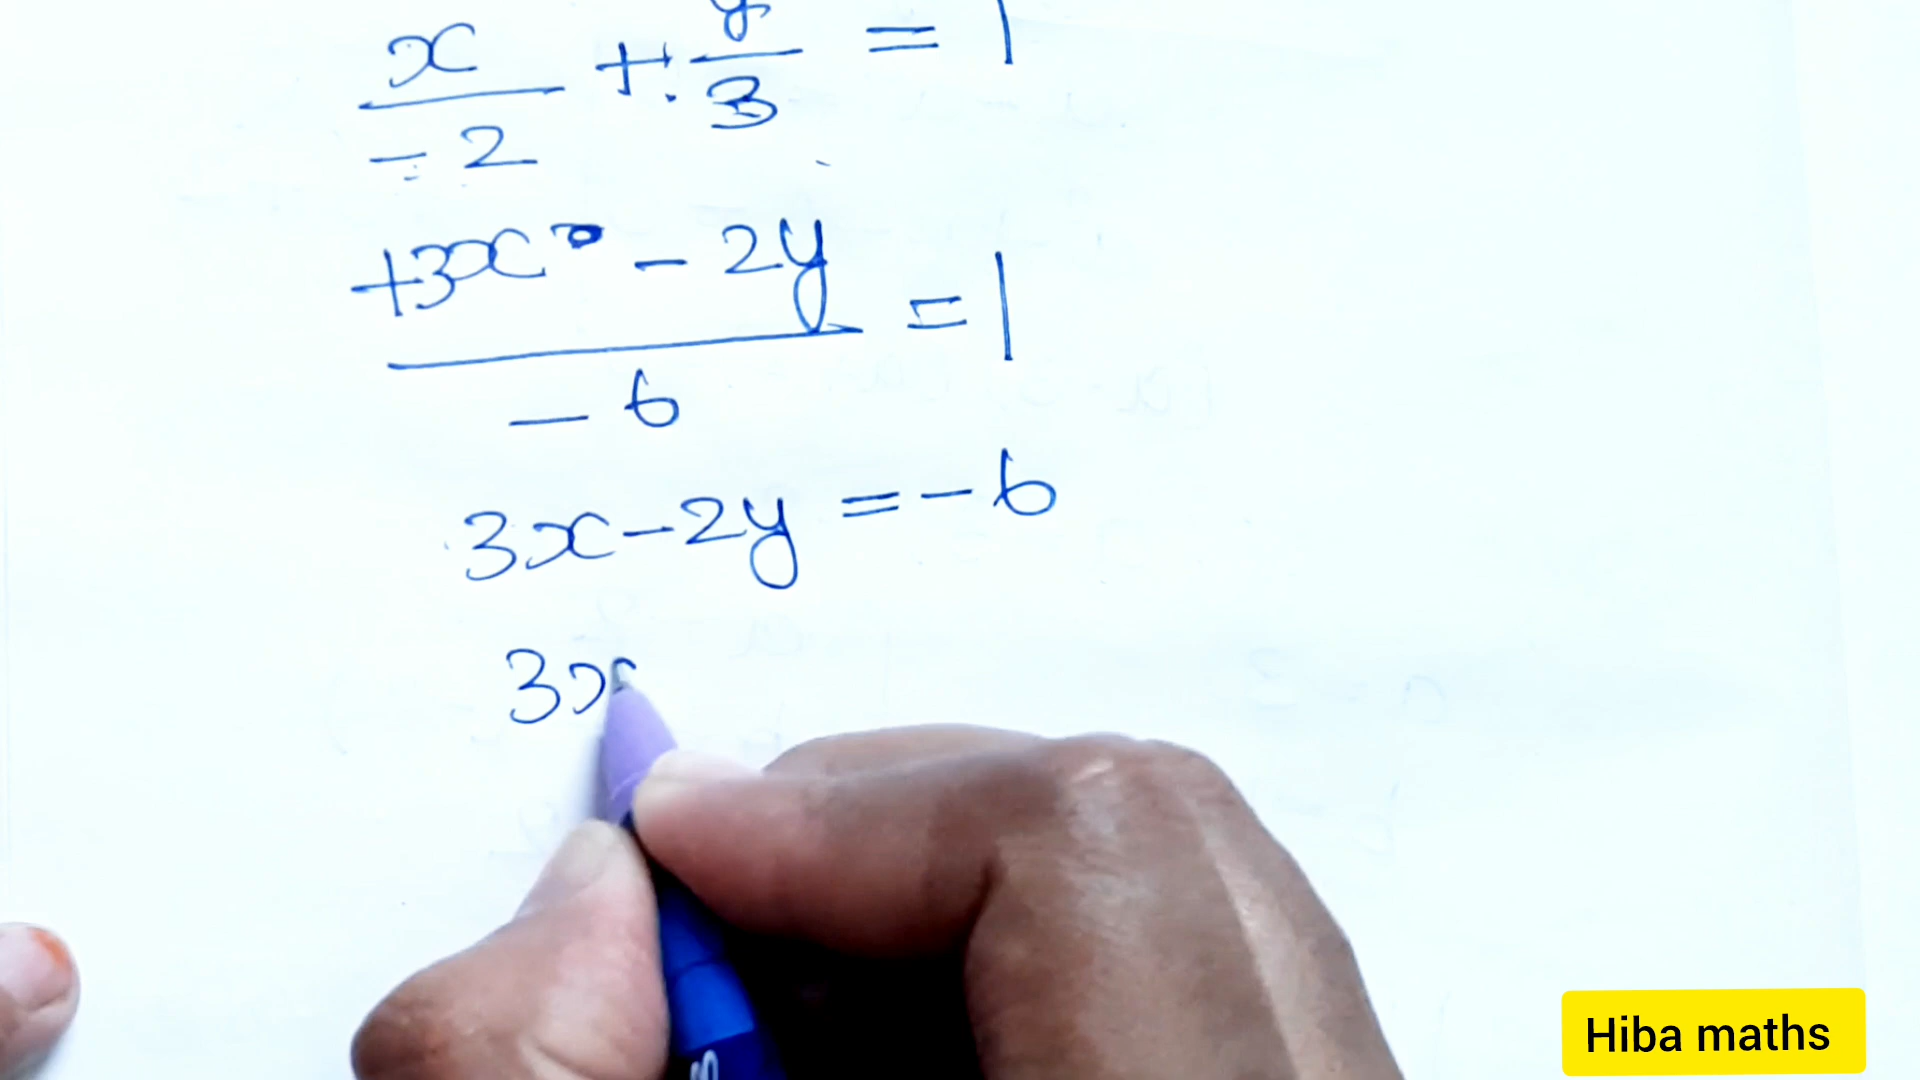 x/-2 + y/3 = 1
+3x - 2y/-6 = 1
3x - 2y = -6
3x
Hiba maths